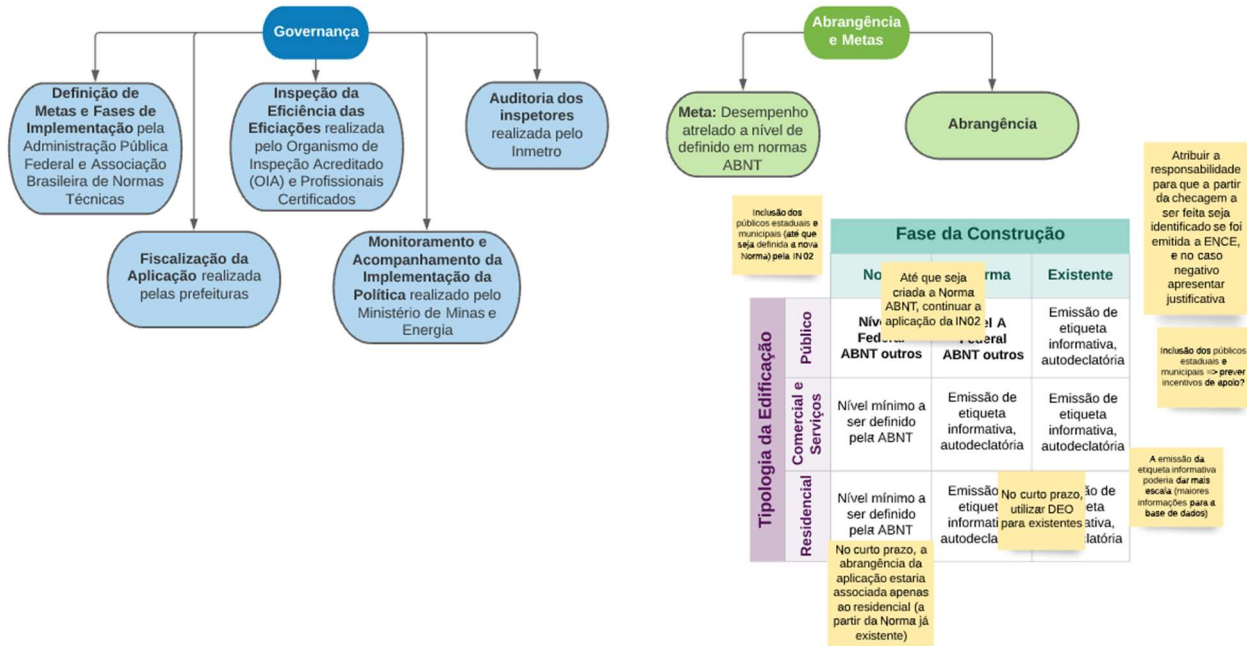 Governança
Definição de
Metas e Fases de
Implementação pela
Administração Pública
Federal e Associação
Brasileira de Normas
Técnicas
Inspeção da
Eficiência das
Eficiações realizada
pelo Organismo de
Inspeção Acreditado
(OIA) e Profissionais
Certificados
Auditoria dos
inspetores
realizada pelo
Inmetro
Fiscalização da
Aplicação realizada
pelas prefeituras
Monitoramento e
Acompanhamento da
Implementação da
Política realizado pelo
Ministério de Minas e
Energia
Abrangência
e Metas
Meta: Desempenho
atrelado a nível de
definido em normas
ABNT
Abrangência
Atribuir a
responsabilidade
para que a partir
da checagem a
ser feita seja
identificado se foi
emitida a ENCE,
e no caso
negativo
apresentar
justificativa
Inclusão dos
públicos estaduais e
municipais (até que
seja definida a nova
Norma) pela IN02
Fase da Construção
Existente
Até que seja
criada a Norma
ABNT, continuar a
aplicação da IN02
Tipologia da Edificação
Público
Federal
ABNT outros
A
Federal
ABNT outros
Emissão de
etiqueta
informativa,
autodeclatória
Inclusão dos públicos
estaduais e
municipais => prever
incentivos de apoio?
Comercial e
Serviços
Nível mínimo a
ser definido
pela ABNT
Emissão de
etiqueta
informativa,
autodeclatória
Emissão de
etiqueta
informativa,
autodeclatória
A emissão da
etiqueta informativa
poderia dar mais
escala (maiores
informações para a
base de dados)
Residencial
Nível mínimo a
ser definido
pela ABNT
No curto prazo,
utilizar DEO
para existentes
No curto prazo, a
abrangência da
aplicação estaria
associada apenas
ao residencial (a
partir da Norma já
existente)